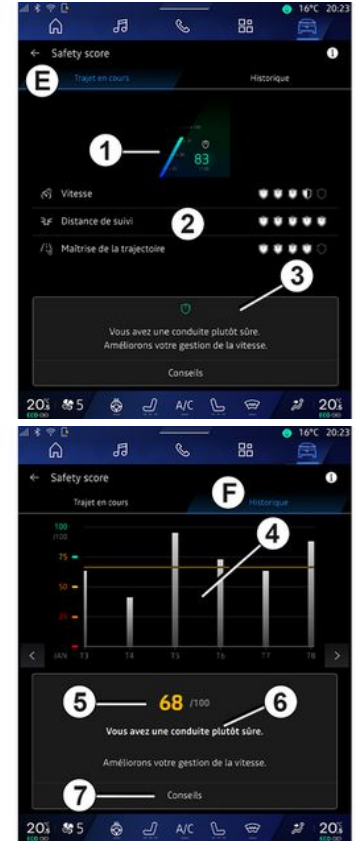 16°C 20:23
Safety score
E
Trajet en cours
Historique
1
83
Vitesse
Distance de suivi
2
Maîtrise de la trajectoire
3
Vous avez une conduite plutôt sûre.
Améliorons votre gestion de la vitesse.
Conseils
20.5 5 A/C 20.5
ECO
16°C 20:23
Safety score
F
Trajet en cours
Historique
100
/100
4
75
50
25
JAN T3 T4 T5 T6 T7 T8
5
68 /100
6
Vous avez une conduite plutôt sûre.
Améliorons votre gestion de la vitesse.
7
Conseils
20.5 5 A/C 20.5